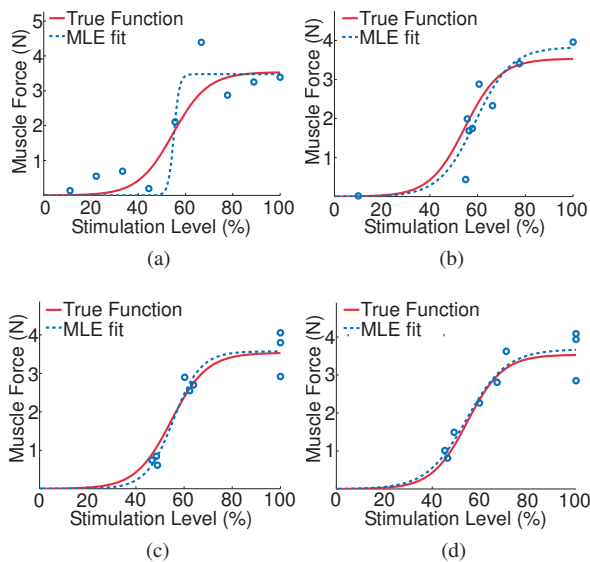 True Function
MLE fit
Muscle Force (N)
5
4
3
2
1
0 20 40 60 80 100
Stimulation Level (%)
(a)
True Function
MLE fit
Muscle Force (N)
4
3
2
1
0 20 40 60 80 100
Stimulation Level (%)
(b)
True Function
MLE fit
Muscle Force (N)
4
3
2
1
0 20 40 60 80 100
Stimulation Level (%)
(c)
True Function
MLE fit
Muscle Force (N)
4
3
2
1
0 20 40 60 80 100
Stimulation Level (%)
(d)